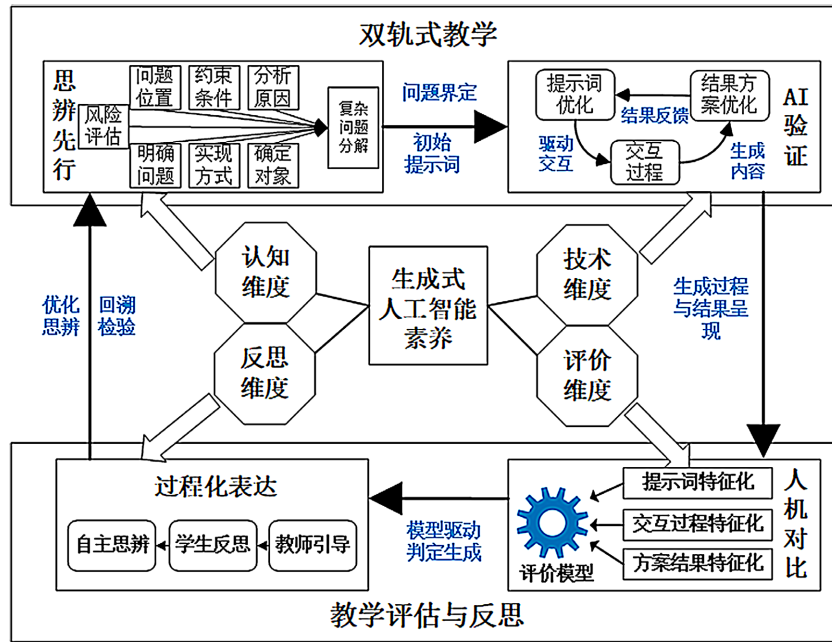 双轨式教学
思辨先行
问题位置
约束条件
分析原因
风险评估
复杂问题分解
明确问题
实现方式
确定对象
问题界定
初始提示词
提示词优化
结果方案优化
结果反馈
驱动交互
交互过程
生成内容
AI验证
认知维度
技术维度
生成式人工智能素养
反思维度
评价维度
优化思辨
回溯检验
生成过程与结果呈现
过程化表达
自主思辨
学生反思
教师引导
模型驱动判定生成
评价模型
提示词特征化
交互过程特征化
方案结果特征化
人机对比
教学评估与反思